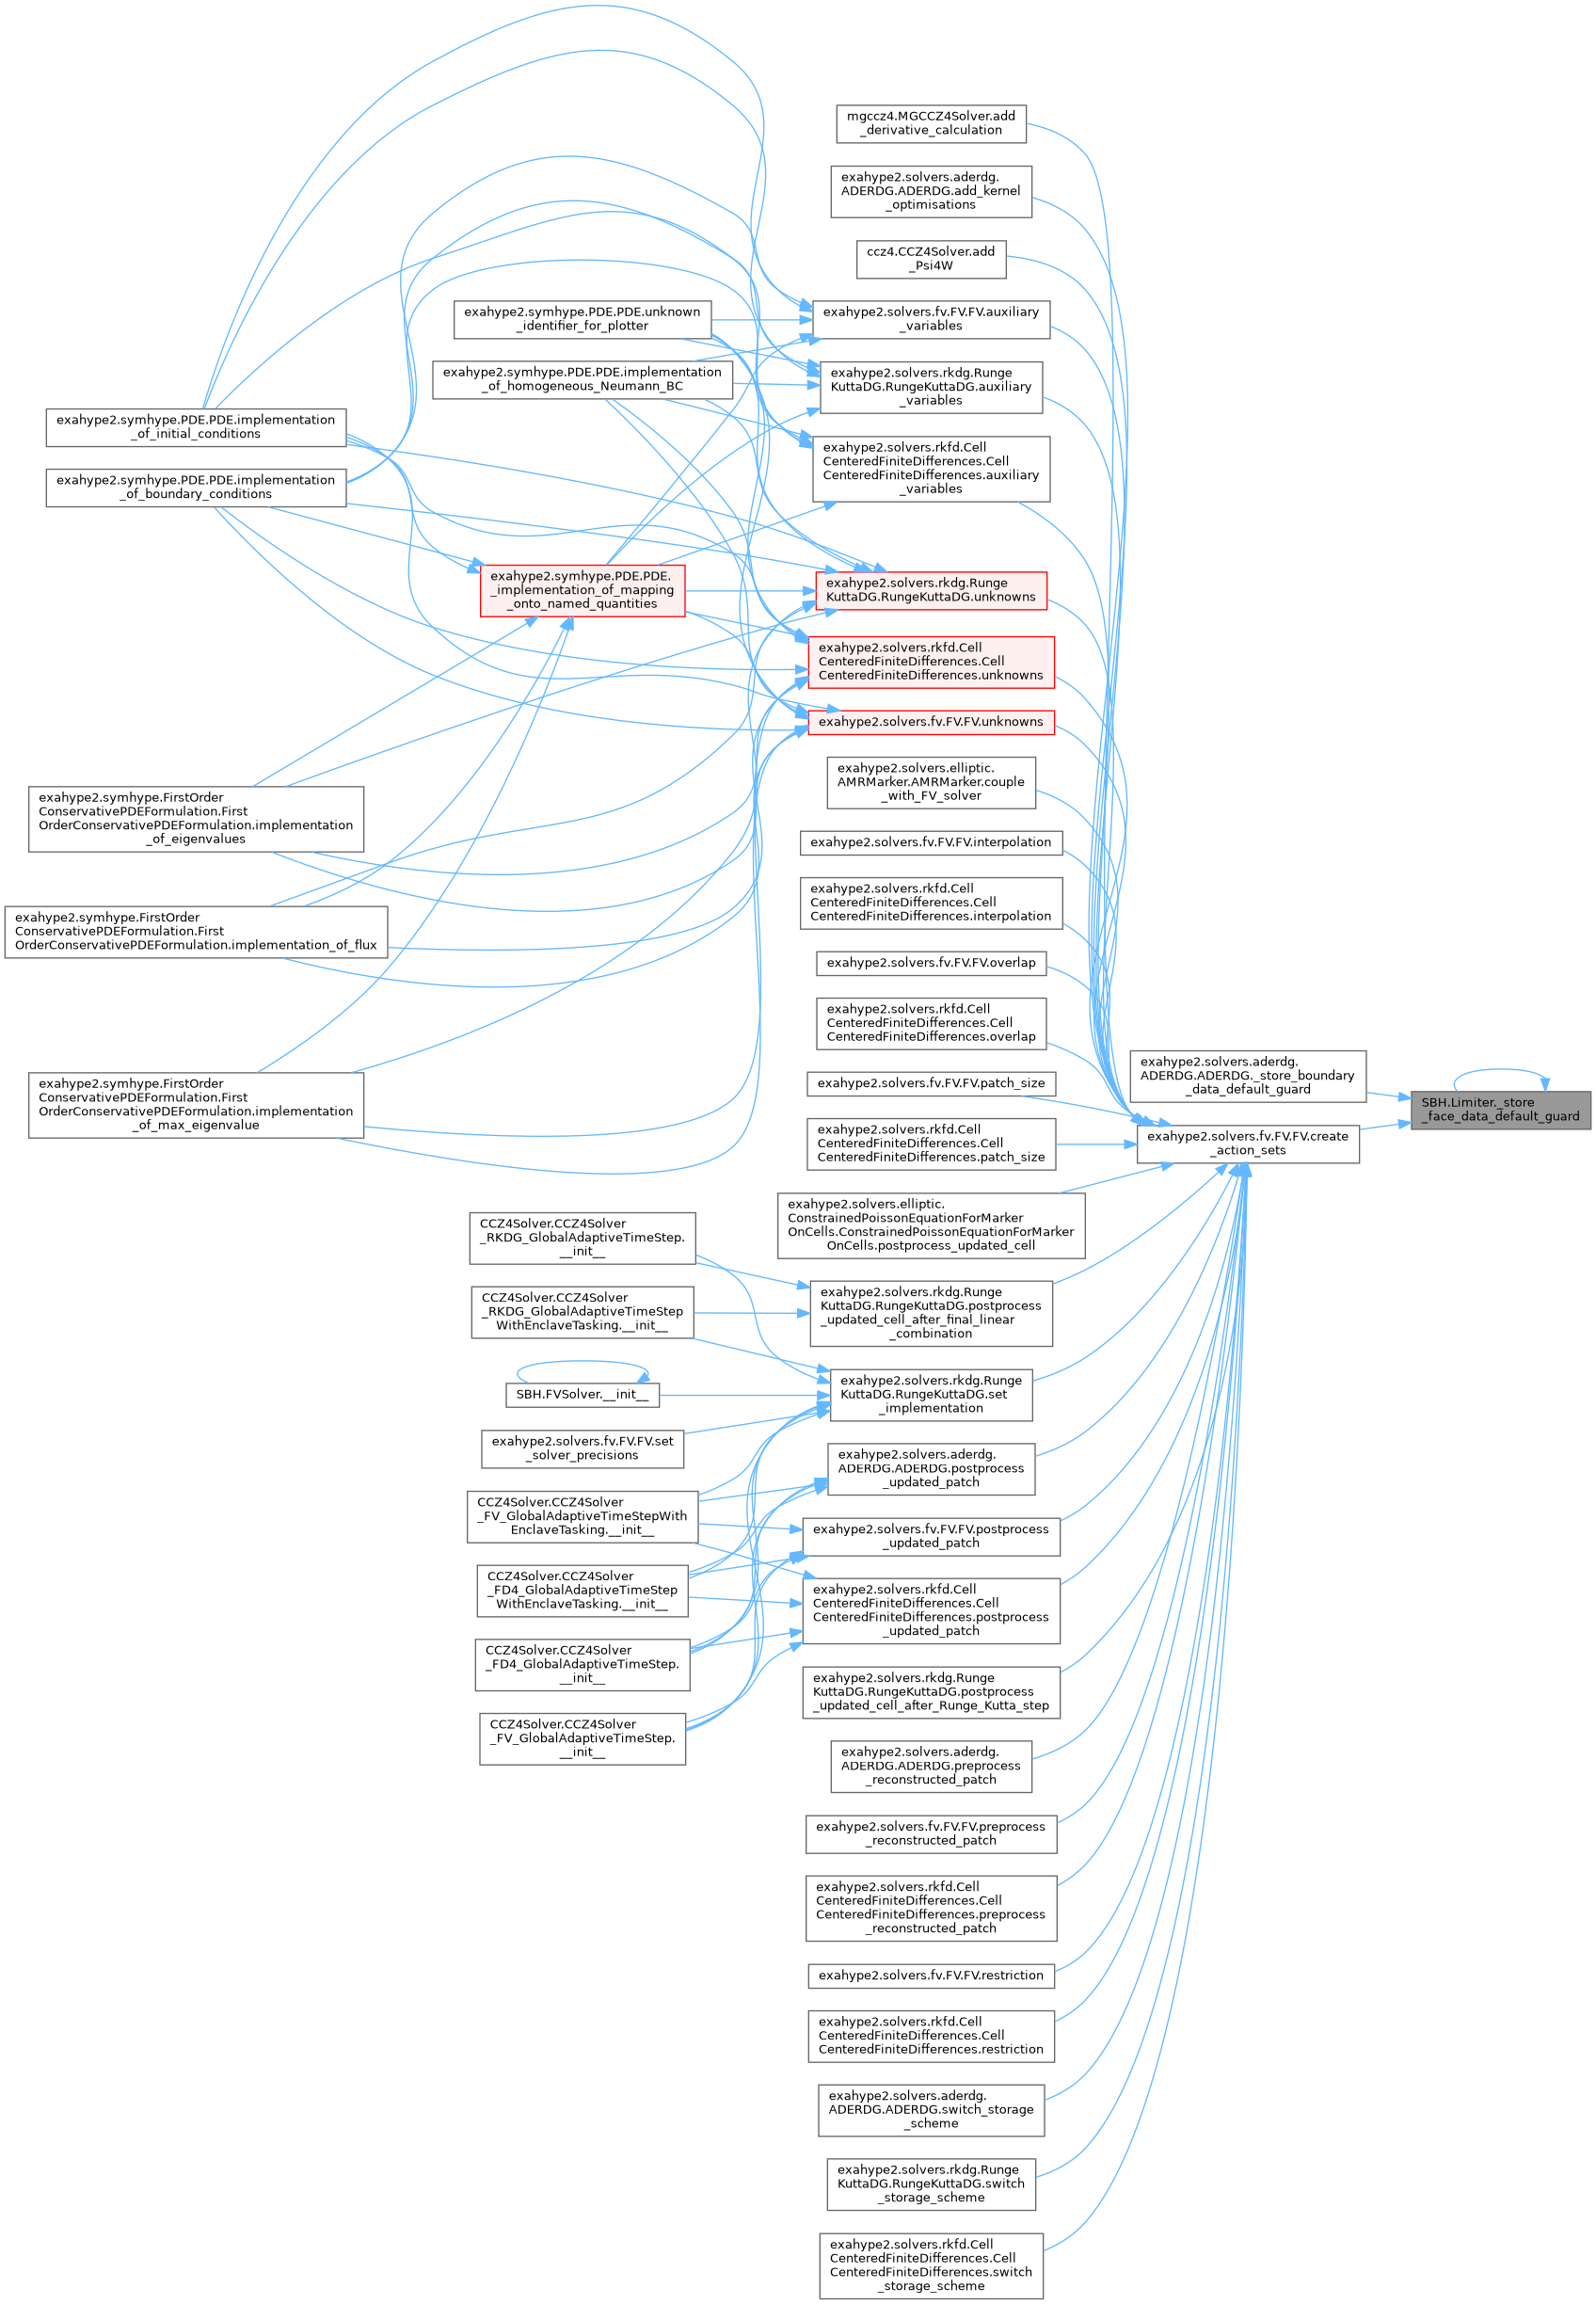 mgccz4.MGCCZ4Solver.add
_derivative_calculation
exahype2.solvers.aderdg.
ADERDG.ADERDG.add_kernel
_optimisations
ccz4.CCZ4Solver.add
_Psi4W
exahype2.solvers.fv.FV.FV.auxiliary
_variables
exahype2.symhype.PDE.PDE.unknown
_identifier_for_plotter
exahype2.symhype.PDE.PDE.implementation
_of_homogeneous_Neumann_BC
exahype2.solvers.rkdg.Runge
KuttaDG.RungeKuttaDG.auxiliary
_variables
exahype2.symhype.PDE.PDE.implementation
_of_initial_conditions
exahype2.solvers.rkfd.Cell
CenteredFiniteDifferences.Cell
CenteredFiniteDifferences.auxiliary
_variables
exahype2.symhype.PDE.PDE.implementation
_of_boundary_conditions
exahype2.symhype.PDE.PDE.
_implementation_of_mapping
_onto_named_quantities
exahype2.solvers.rkdg.Runge
KuttaDG.RungeKuttaDG.unknowns
exahype2.solvers.rkfd.Cell
CenteredFiniteDifferences.Cell
CenteredFiniteDifferences.unknowns
exahype2.solvers.fv.FV.FV.unknowns
exahype2.solvers.elliptic.
AMRMarker.AMRMarker.couple
_with_FV_solver
exahype2.symhype.FirstOrder
ConservativePDEFormulation.First
OrderConservativePDEFormulation.implementation
_of_eigenvalues
exahype2.solvers.fv.FV.FV.interpolation
exahype2.solvers.rkfd.Cell
CenteredFiniteDifferences.Cell
CenteredFiniteDifferences.interpolation
exahype2.symhype.FirstOrder
ConservativePDEFormulation.First
OrderConservativePDEFormulation.implementation_of_flux
exahype2.solvers.fv.FV.FV.overlap
exahype2.solvers.rkfd.Cell
CenteredFiniteDifferences.Cell
CenteredFiniteDifferences.overlap
exahype2.solvers.aderdg.
ADERDG.ADERDG._store_boundary
_data_default_guard
SBH.Limiter._store
_face_data_default_guard
exahype2.solvers.fv.FV.FV.patch_size
exahype2.symhype.FirstOrder
ConservativePDEFormulation.First
OrderConservativePDEFormulation.implementation
_of_max_eigenvalue
exahype2.solvers.rkfd.Cell
CenteredFiniteDifferences.Cell
CenteredFiniteDifferences.patch_size
exahype2.solvers.fv.FV.FV.create
_action_sets
exahype2.solvers.elliptic.
ConstrainedPoissonEquationForMarker
OnCells.ConstrainedPoissonEquationForMarker
OnCells.postprocess_updated_cell
CCZ4Solver.CCZ4Solver
_RKDG_GlobalAdaptiveTimeStep.
__init__
exahype2.solvers.rkdg.Runge
KuttaDG.RungeKuttaDG.postprocess
_updated_cell_after_final_linear
_combination
CCZ4Solver.CCZ4Solver
_RKDG_GlobalAdaptiveTimeStep
WithEnclaveTasking.__init__
SBH.FVSolver.__init__
exahype2.solvers.rkdg.Runge
KuttaDG.RungeKuttaDG.set
_implementation
exahype2.solvers.fv.FV.FV.set
_solver_precisions
exahype2.solvers.aderdg.
ADERDG.ADERDG.postprocess
_updated_patch
CCZ4Solver.CCZ4Solver
_FV_GlobalAdaptiveTimeStepWith
EnclaveTasking.__init__
exahype2.solvers.fv.FV.FV.postprocess
_updated_patch
CCZ4Solver.CCZ4Solver
_FD4_GlobalAdaptiveTimeStep
WithEnclaveTasking.__init__
exahype2.solvers.rkfd.Cell
CenteredFiniteDifferences.Cell
CenteredFiniteDifferences.postprocess
_updated_patch
CCZ4Solver.CCZ4Solver
_FD4_GlobalAdaptiveTimeStep.
__init__
exahype2.solvers.rkdg.Runge
KuttaDG.RungeKuttaDG.postprocess
_updated_cell_after_Runge_Kutta_step
CCZ4Solver.CCZ4Solver
_FV_GlobalAdaptiveTimeStep.
__init__
exahype2.solvers.aderdg.
ADERDG.ADERDG.preprocess
_reconstructed_patch
exahype2.solvers.fv.FV.FV.preprocess
_reconstructed_patch
exahype2.solvers.rkfd.Cell
CenteredFiniteDifferences.Cell
CenteredFiniteDifferences.preprocess
_reconstructed_patch
exahype2.solvers.fv.FV.FV.restriction
exahype2.solvers.rkfd.Cell
CenteredFiniteDifferences.Cell
CenteredFiniteDifferences.restriction
exahype2.solvers.aderdg.
ADERDG.ADERDG.switch_storage
_scheme
exahype2.solvers.rkdg.Runge
KuttaDG.RungeKuttaDG.switch
_storage_scheme
exahype2.solvers.rkfd.Cell
CenteredFiniteDifferences.Cell
CenteredFiniteDifferences.switch
_storage_scheme